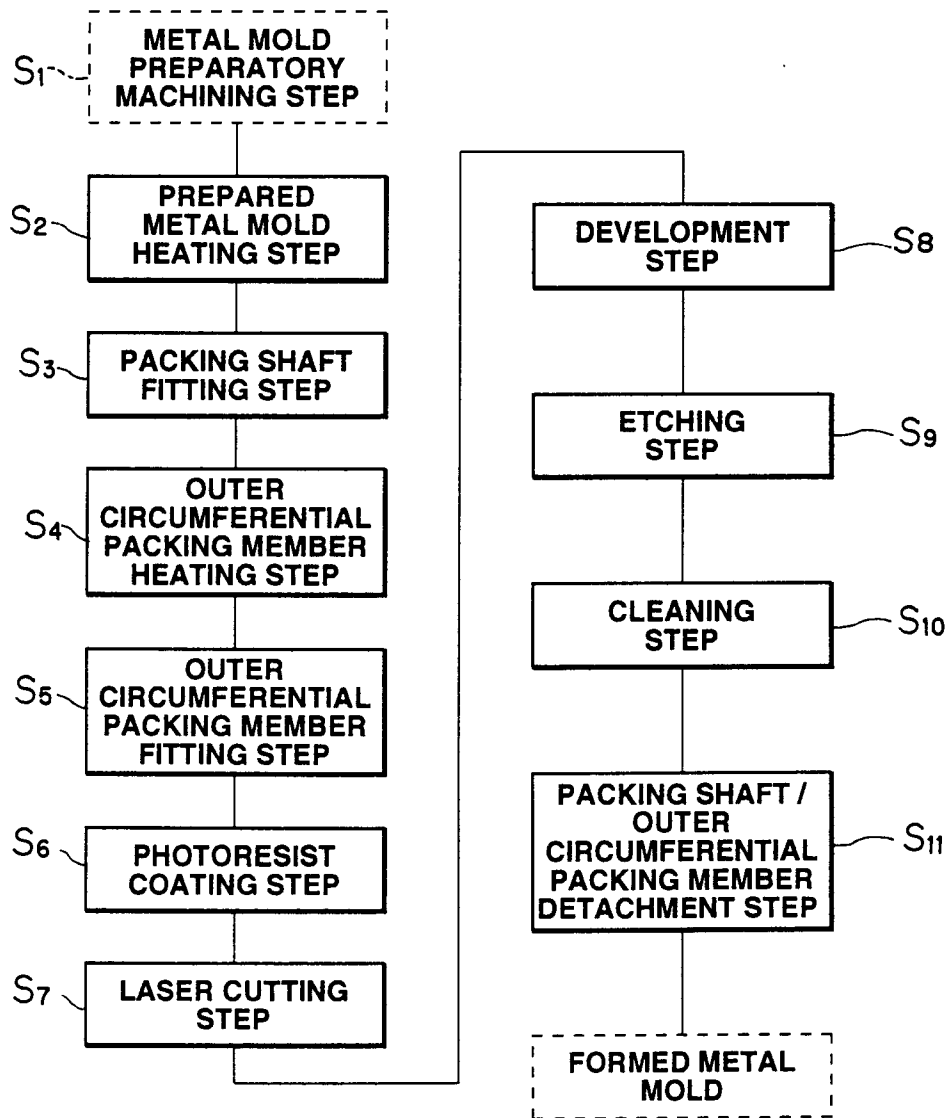 METAL MOLD
PREPARATORY
MACHINING STEP
S1
PREPARED
METAL MOLD
HEATING STEP
S2
PACKING SHAFT
FITTING STEP
S3
OUTER
CIRCUMFERENTIAL
PACKING MEMBER
HEATING STEP
S4
OUTER
CIRCUMFERENTIAL
PACKING MEMBER
FITTING STEP
S5
PHOTORESIST
COATING STEP
S6
LASER CUTTING
STEP
S7
DEVELOPMENT
STEP
S8
ETCHING
STEP
S9
CLEANING
STEP
S10
PACKING SHAFT /
OUTER
CIRCUMFERENTIAL
PACKING MEMBER
DETACHMENT STEP
S11
FORMED METAL
MOLD